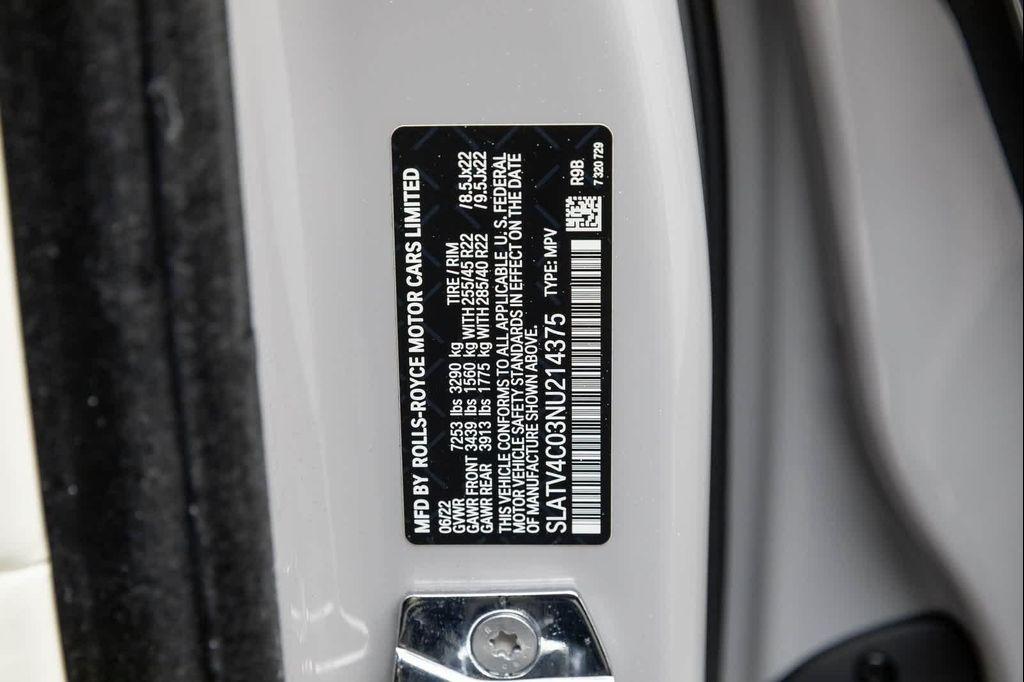 MFD BY ROLLS-ROYCE MOTOR CARS LIMITED
06/22
GVWR 7253 lbs 3290 kg TIRE / RIM
GAWR FRONT 3439 lbs 1560 kg WITH 255/45 R22 /8.5Jx22
GAWR REAR 3913 lbs 1775 kg WITH 285/40 R22 /9.5Jx22
THIS VEHICLE CONFORMS TO ALL APPLICABLE U.S. FEDERAL
MOTOR VEHICLE SAFETY STANDARDS IN EFFECT ON THE DATE
OF MANUFACTURE SHOWN ABOVE.
SLATV4C03NU214375 TYPE: MPV
R9B
7 320 729